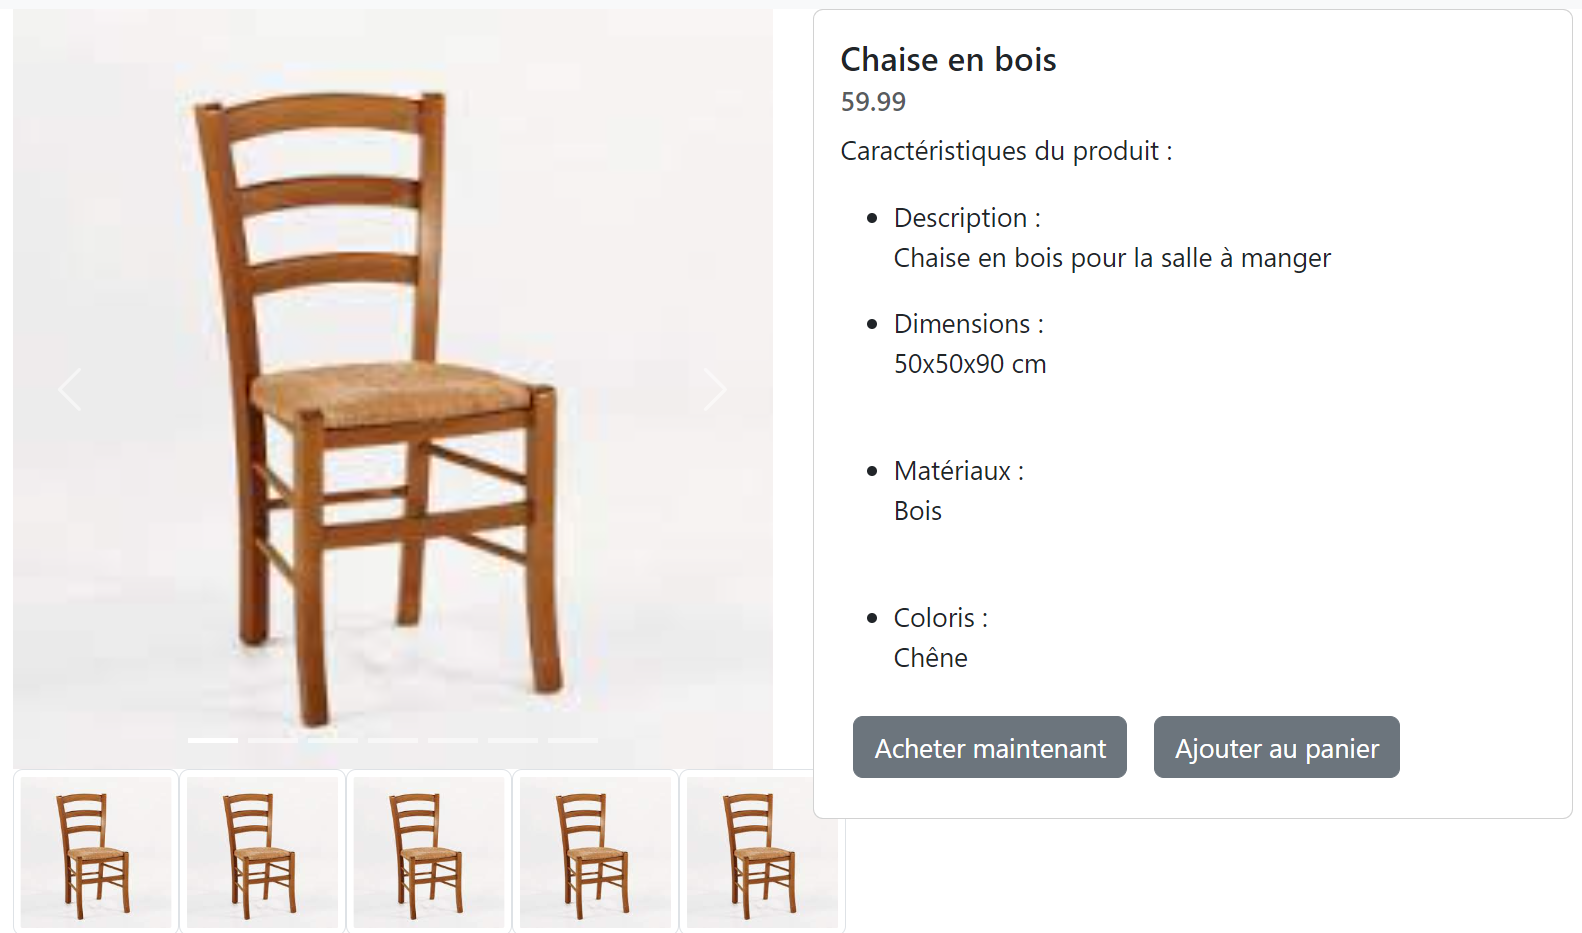 Chaise en bois
59.99
Caractéristiques du produit :
Description :
Chaise en bois pour la salle à manger
Dimensions :
50x50x90 cm
Matériaux :
Bois
Coloris :
Chêne
Acheter maintenant
Ajouter au panier